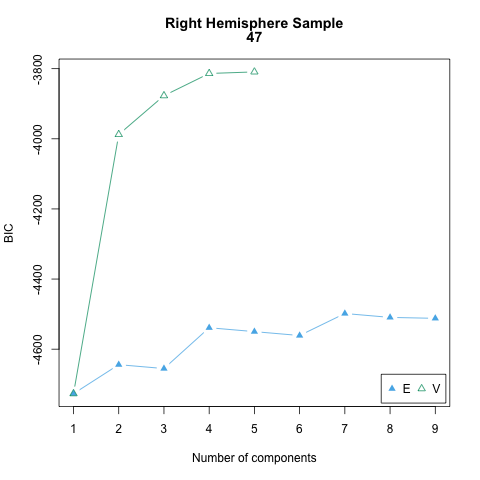 Right Hemisphere Sample
47
BIC
-3800
-4000
-4200
-4400
-4600
1 2 3 4 5 6 7 8 9
Number of components
E V